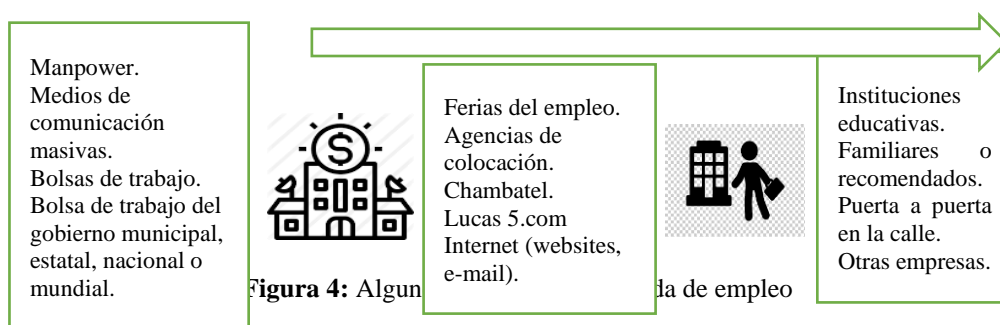 Manpower.
Medios de
comunicación
masivas.
Bolsas de trabajo.
Bolsa de trabajo del
gobierno municipal,
estatal, nacional o
mundial.
$
Ferias del empleo.
Agencias de
colocación.
Chambatel.
Lucas 5.com
Internet (websites,
e-mail).
Instituciones
educativas.
Familiares o
recomendados.
Puerta a puerta
en la calle.
Otras empresas.
Figura 4: Algun da de empleo